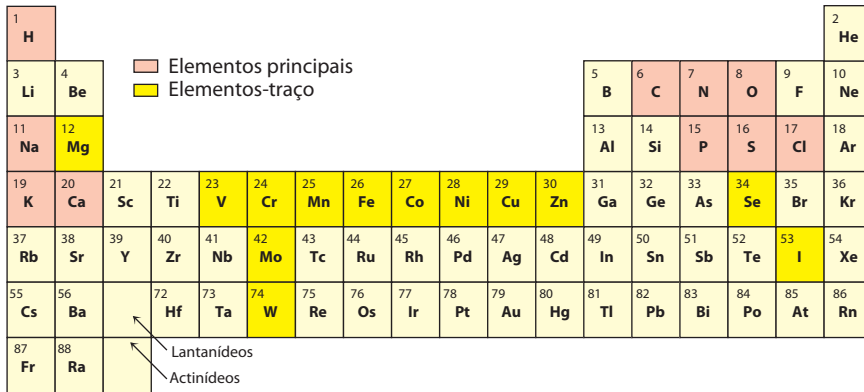 1 2
H He
3 4 5 6 7 8 9 10
Li Be B C N O F Ne
Elementos principais
Elementos-traço
11 12 13 14 15 16 17 18
Na Mg Al Si P S Cl Ar
19 20 21 22 23 24 25 26 27 28 29 30 31 32 33 34 35 36
K Ca Sc Ti V Cr Mn Fe Co Ni Cu Zn Ga Ge As Se Br Kr
37 38 39 40 41 42 43 44 45 46 47 48 49 50 51 52 53 54
Rb Sr Y Zr Nb Mo Tc Ru Rh Pd Ag Cd In Sn Sb Te I Xe
55 56 72 73 74 75 76 77 78 79 80 81 82 83 84 85 86
Cs Ba Hf Ta W Re Os Ir Pt Au Hg Tl Pb Bi Po At Rn
Lantanídeos
87 88
Fr Ra
Actinídeos